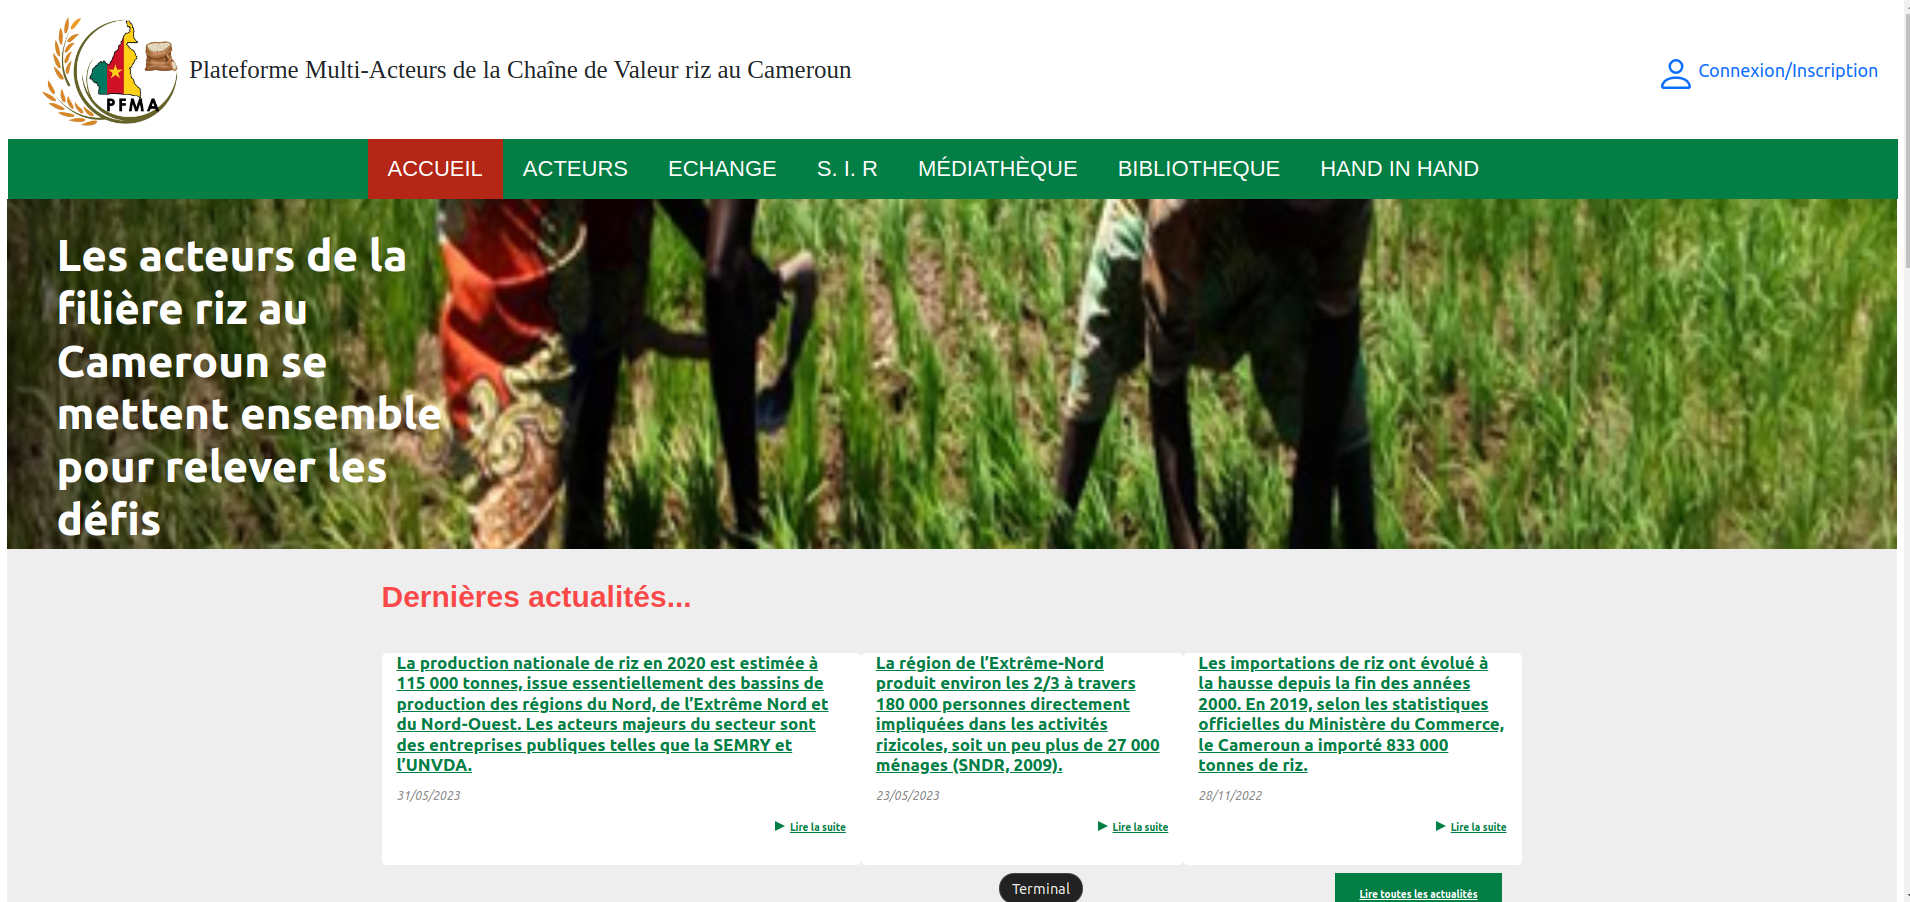 PFMA
Plateforme Multi-Acteurs de la Chaîne de Valeur riz au Cameroun
Connexion/Inscription
ACCUEIL ACTEURS ECHANGE S. I. R MÉDIATHÈQUE BIBLIOTHEQUE HAND IN HAND
Les acteurs de la
filière riz au
Cameroun se
mettent ensemble
pour relever les
défis
Dernières actualités...
La production nationale de riz en 2020 est estimée à
115 000 tonnes, issue essentiellement des bassins de
production des régions du Nord, de l’Extrême Nord et
du Nord-Ouest. Les acteurs majeurs du secteur sont
des entreprises publiques telles que la SEMRY et
l’UNVDA.
31/05/2023
Lire la suite
La région de l’Extrême-Nord
produit environ les 2/3 à travers
180 000 personnes directement
impliquées dans les activités
rizicoles, soit un peu plus de 27 000
ménages (SNDR, 2009).
23/05/2023
Lire la suite
Les importations de riz ont évolué à
la hausse depuis la fin des années
2000. En 2019, selon les statistiques
officielles du Ministère du Commerce,
le Cameroun a importé 833 000
tonnes de riz.
28/11/2022
Lire la suite
Terminal
Lire toutes les actualités